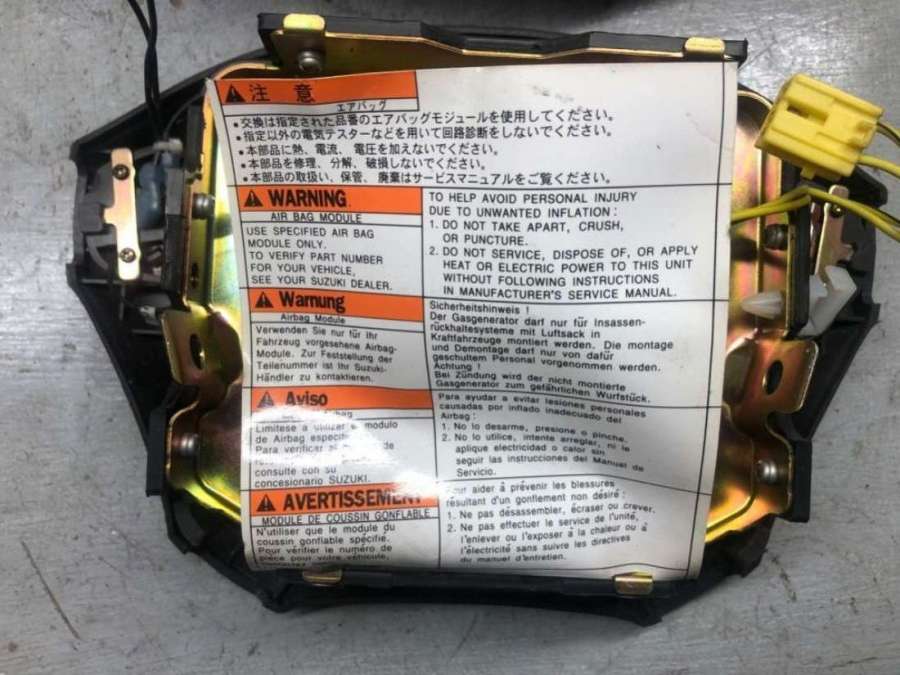 注意
エアバッグ
•交換は指定された品番のエアバッグモジュールを使用してください。
•指定以外の電気テスターなどを用いて回路診断をしないでください。
•本部品に熱、電流、電圧を加えないでください。
•本部品を修理、分解、破損しないでください。
•本部品の取扱い、保管、廃棄はサービスマニュアルをご覧ください。
WARNING
AIR BAG MODULE
USE SPECIFIED AIR BAG
MODULE ONLY.
TO VERIFY PART NUMBER
FOR YOUR VEHICLE,
SEE YOUR SUZUKI DEALER.
TO HELP AVOID PERSONAL INJURY
DUE TO UNWANTED INFLATION:
1. DO NOT TAKE APART, CRUSH,
OR PUNCTURE.
2. DO NOT SERVICE, DISPOSE OF, OR APPLY
HEAT OR ELECTRIC POWER TO THIS UNIT
WITHOUT FOLLOWING INSTRUCTIONS
IN MANUFACTURER'S SERVICE MANUAL.
Warnung
Airbag Module
Verwenden Sie nur für Ihr
Fahrzeug vorgesehene Airbag-
Module. Zur Feststellung der
Teilenummer ist Ihr Suzuki-
Händler zu kontaktieren.
Sicherheitshinweis !
Der Gasgenerator darf nur für Insassen-
rückhaltesysteme mit Luftsack in
Kraftfahrzeuge montiert werden. Die montage
und Demontage darf nur von dafür
geschultem Personal vorgenommen werden.
Achtung !
Bei Zündung wird der nicht montierte
Gasgenerator zum gefährlichen Wurfstück.
Aviso
Airbag
Limitese a utilizar el modulo
de Airbag especific
Para verificar el de
consulte con su
concesionario SUZUKI.
Para ayudar a evitar lesiones personales
causadas por inflado inadecuado del
Airbag :
1. No lo desarme, presione o pinche.
2. No lo utilice, intente arreglar, ni le
aplique electricidad o calor sin
seguir las instrucciones del Manual de
Servicio.
AVERTISSEMENT
MODULE DE COUSSIN GONFLABLE
N'utiliser que le module du
coussin gonflable spécifié.
Pour vérifier le numéro de
pièce pour votre véhicule,
Pour aider à prévenir les blessures
résultant d'un gonflement non désiré :
1. Ne pas désassembler, écraser ou crever.
2. Ne pas effectuer le service de l'unité,
l'enlever ou l'exposer à la chaleur ou à
l'électricité sans suivre les directives
du manuel d'entretien.